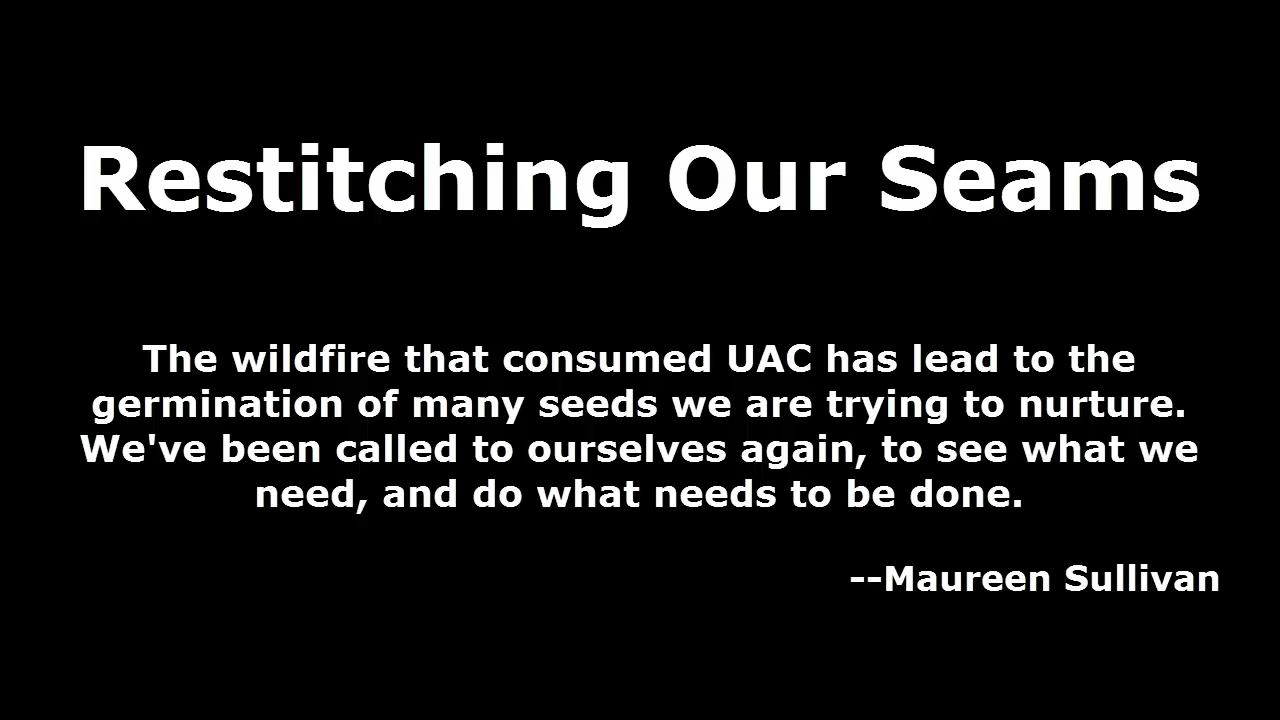 Restitching Our Seams
The wildfire that consumed UAC has lead to the
germination of many seeds we are trying to nurture.
We've been called to ourselves again, to see what we
need, and do what needs to be done.
--Maureen Sullivan